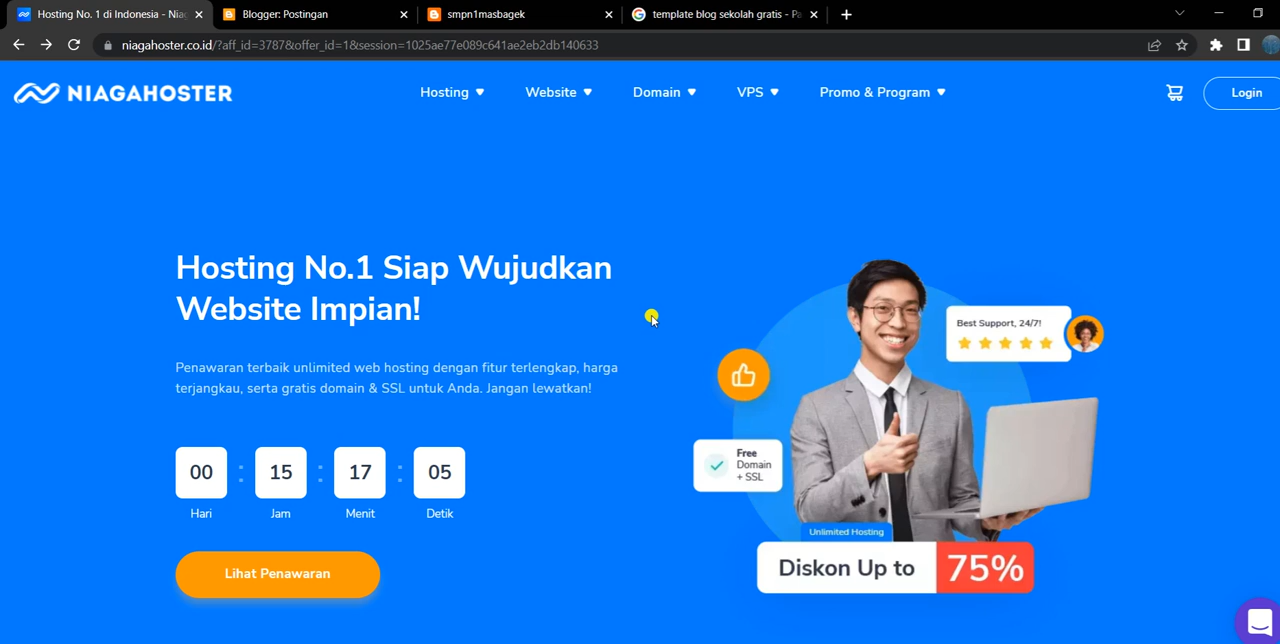 Hosting No. 1 di Indonesia - Niag
Blogger: Postingan
smpn1masbagek
template blog sekolah gratis - Pe
niagahoster.co.id/?aff_id=3787&offer_id=1&session=1025ae77e089c641ae2eb2db140633
NIAGAHOSTER
Hosting
Website
Domain
VPS
Promo & Program
Login
Hosting No.1 Siap Wujudkan
Website Impian!
Penawaran terbaik unlimited web hosting dengan fitur terlengkap, harga
terjangkau, serta gratis domain & SSL untuk Anda. Jangan lewatkan!
00 : 15 : 17 : 05
Hari Jam Menit Detik
Lihat Penawaran
Best Support, 24/7!
Free
Domain
+ SSL
Unlimited Hosting
Diskon Up to 75%